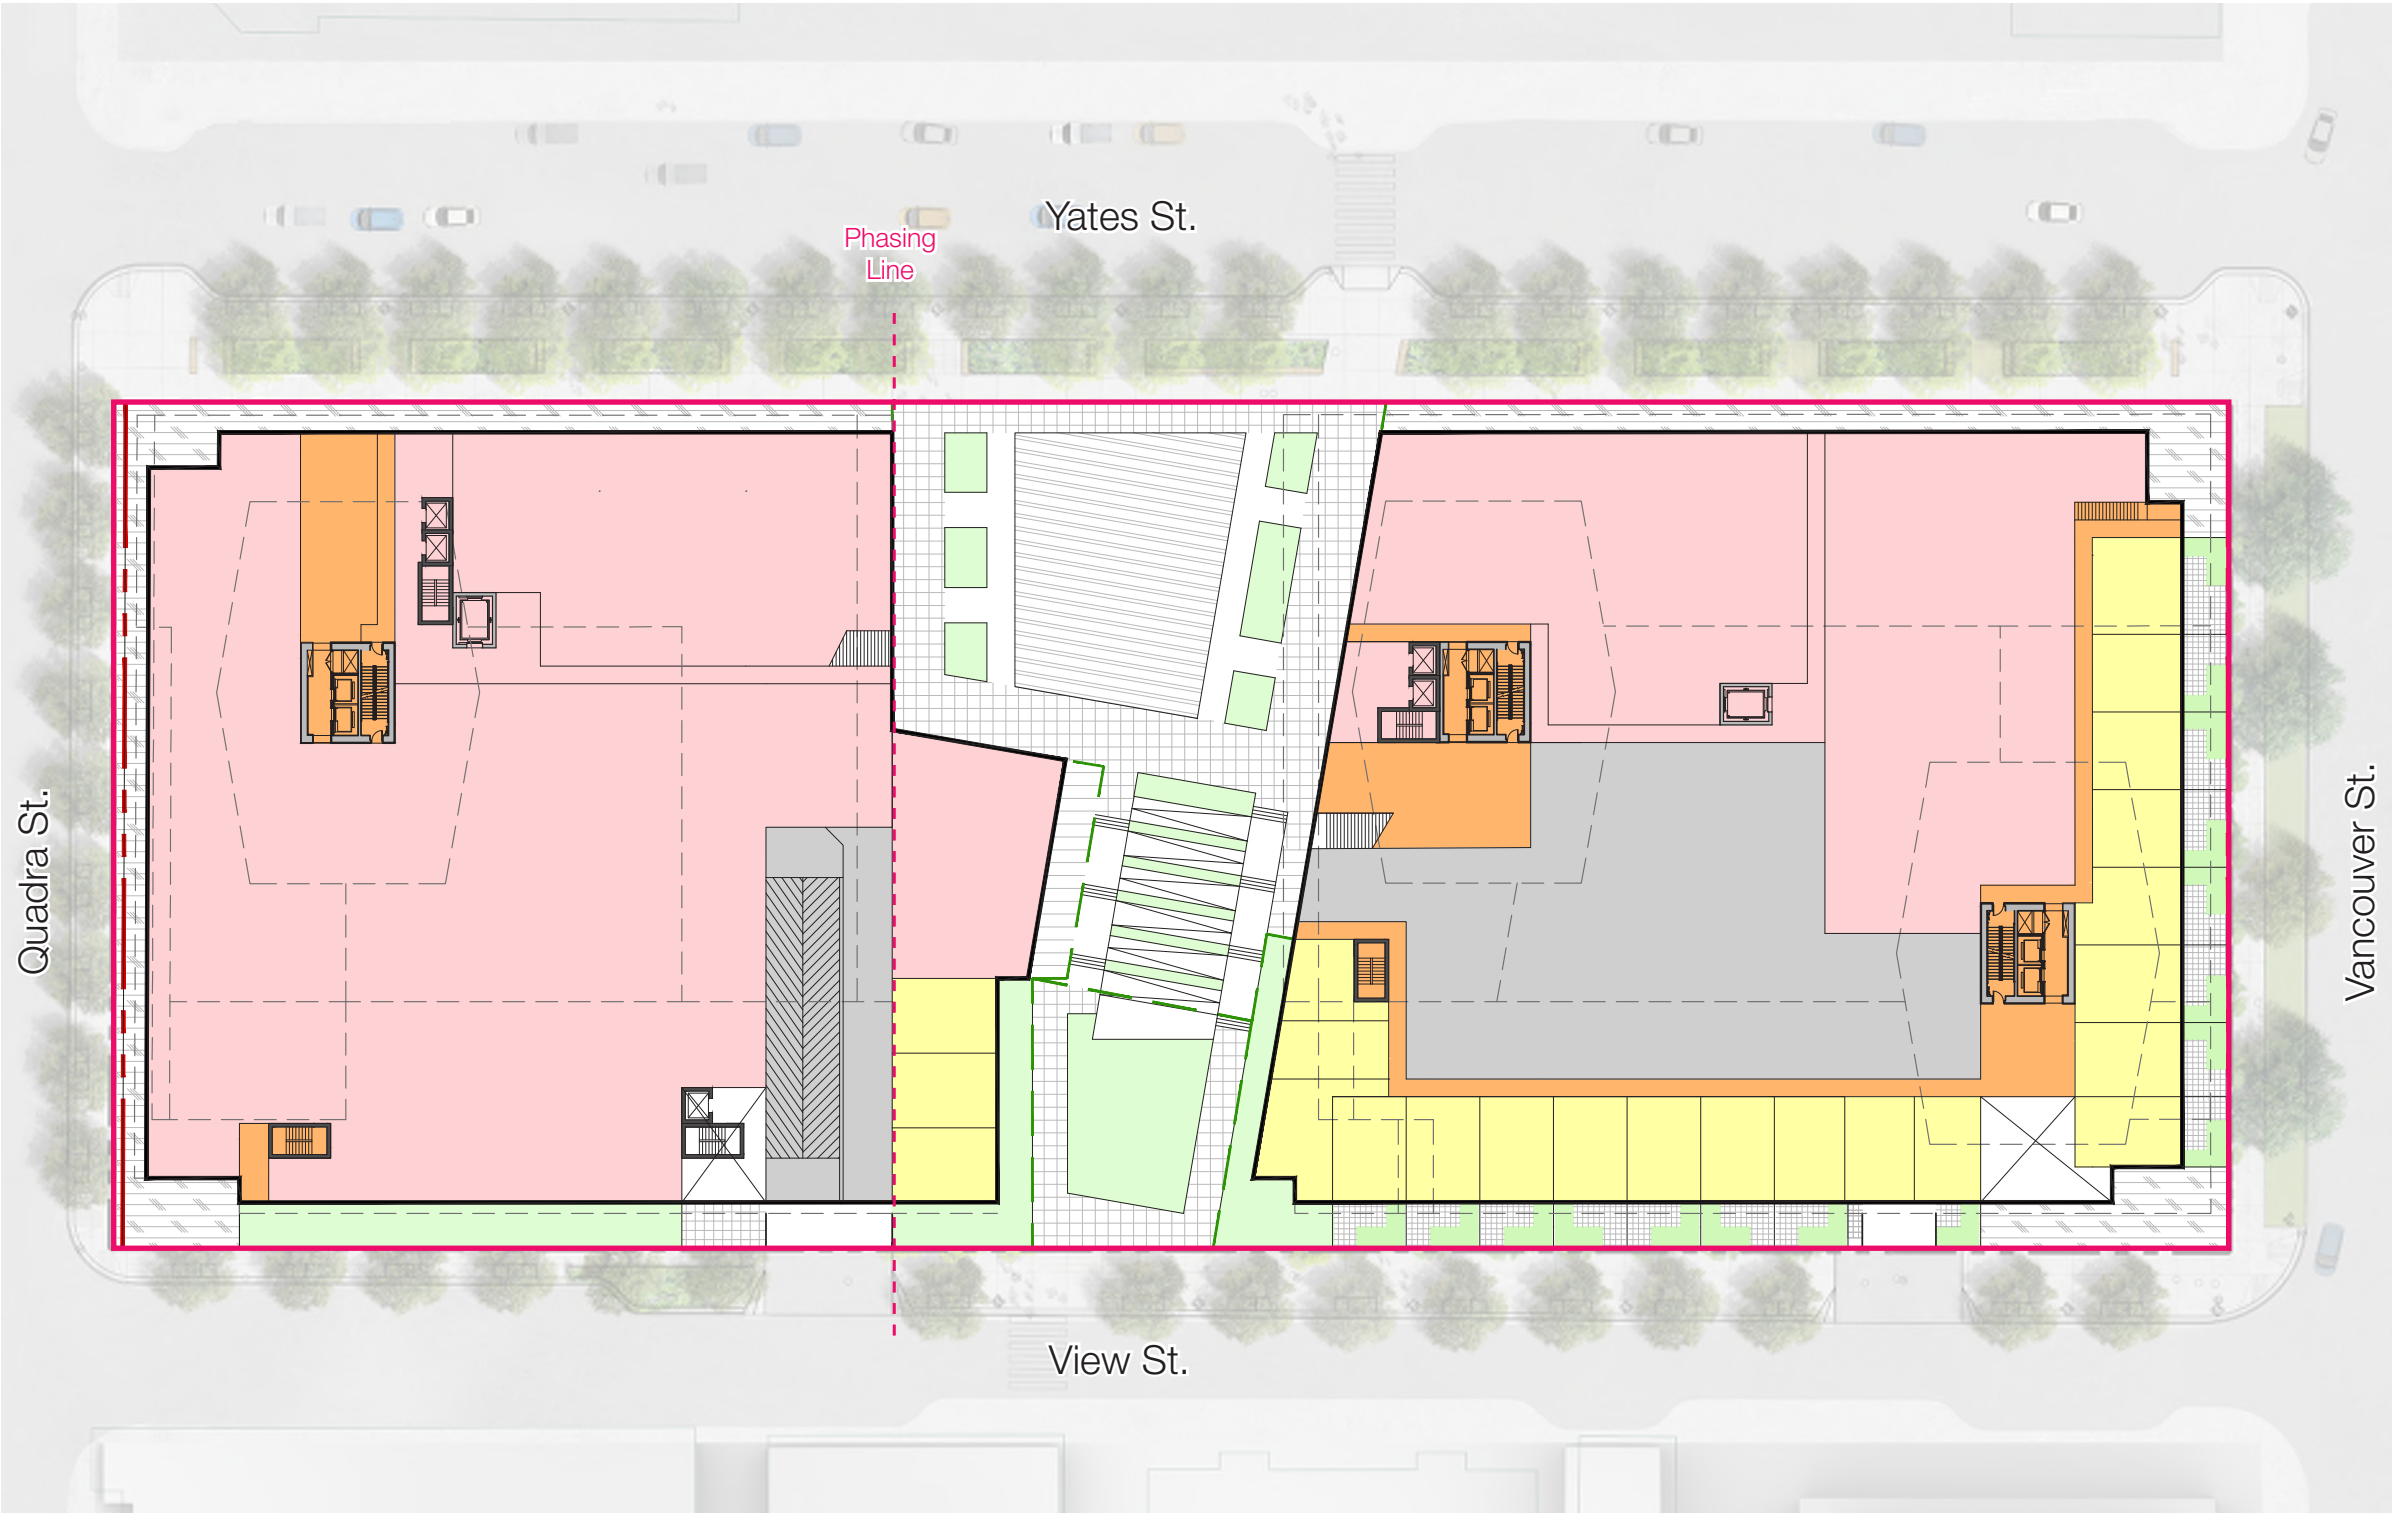 Yates St.
Phasing
Line
Quadra St.
Vancouver St.
View St.